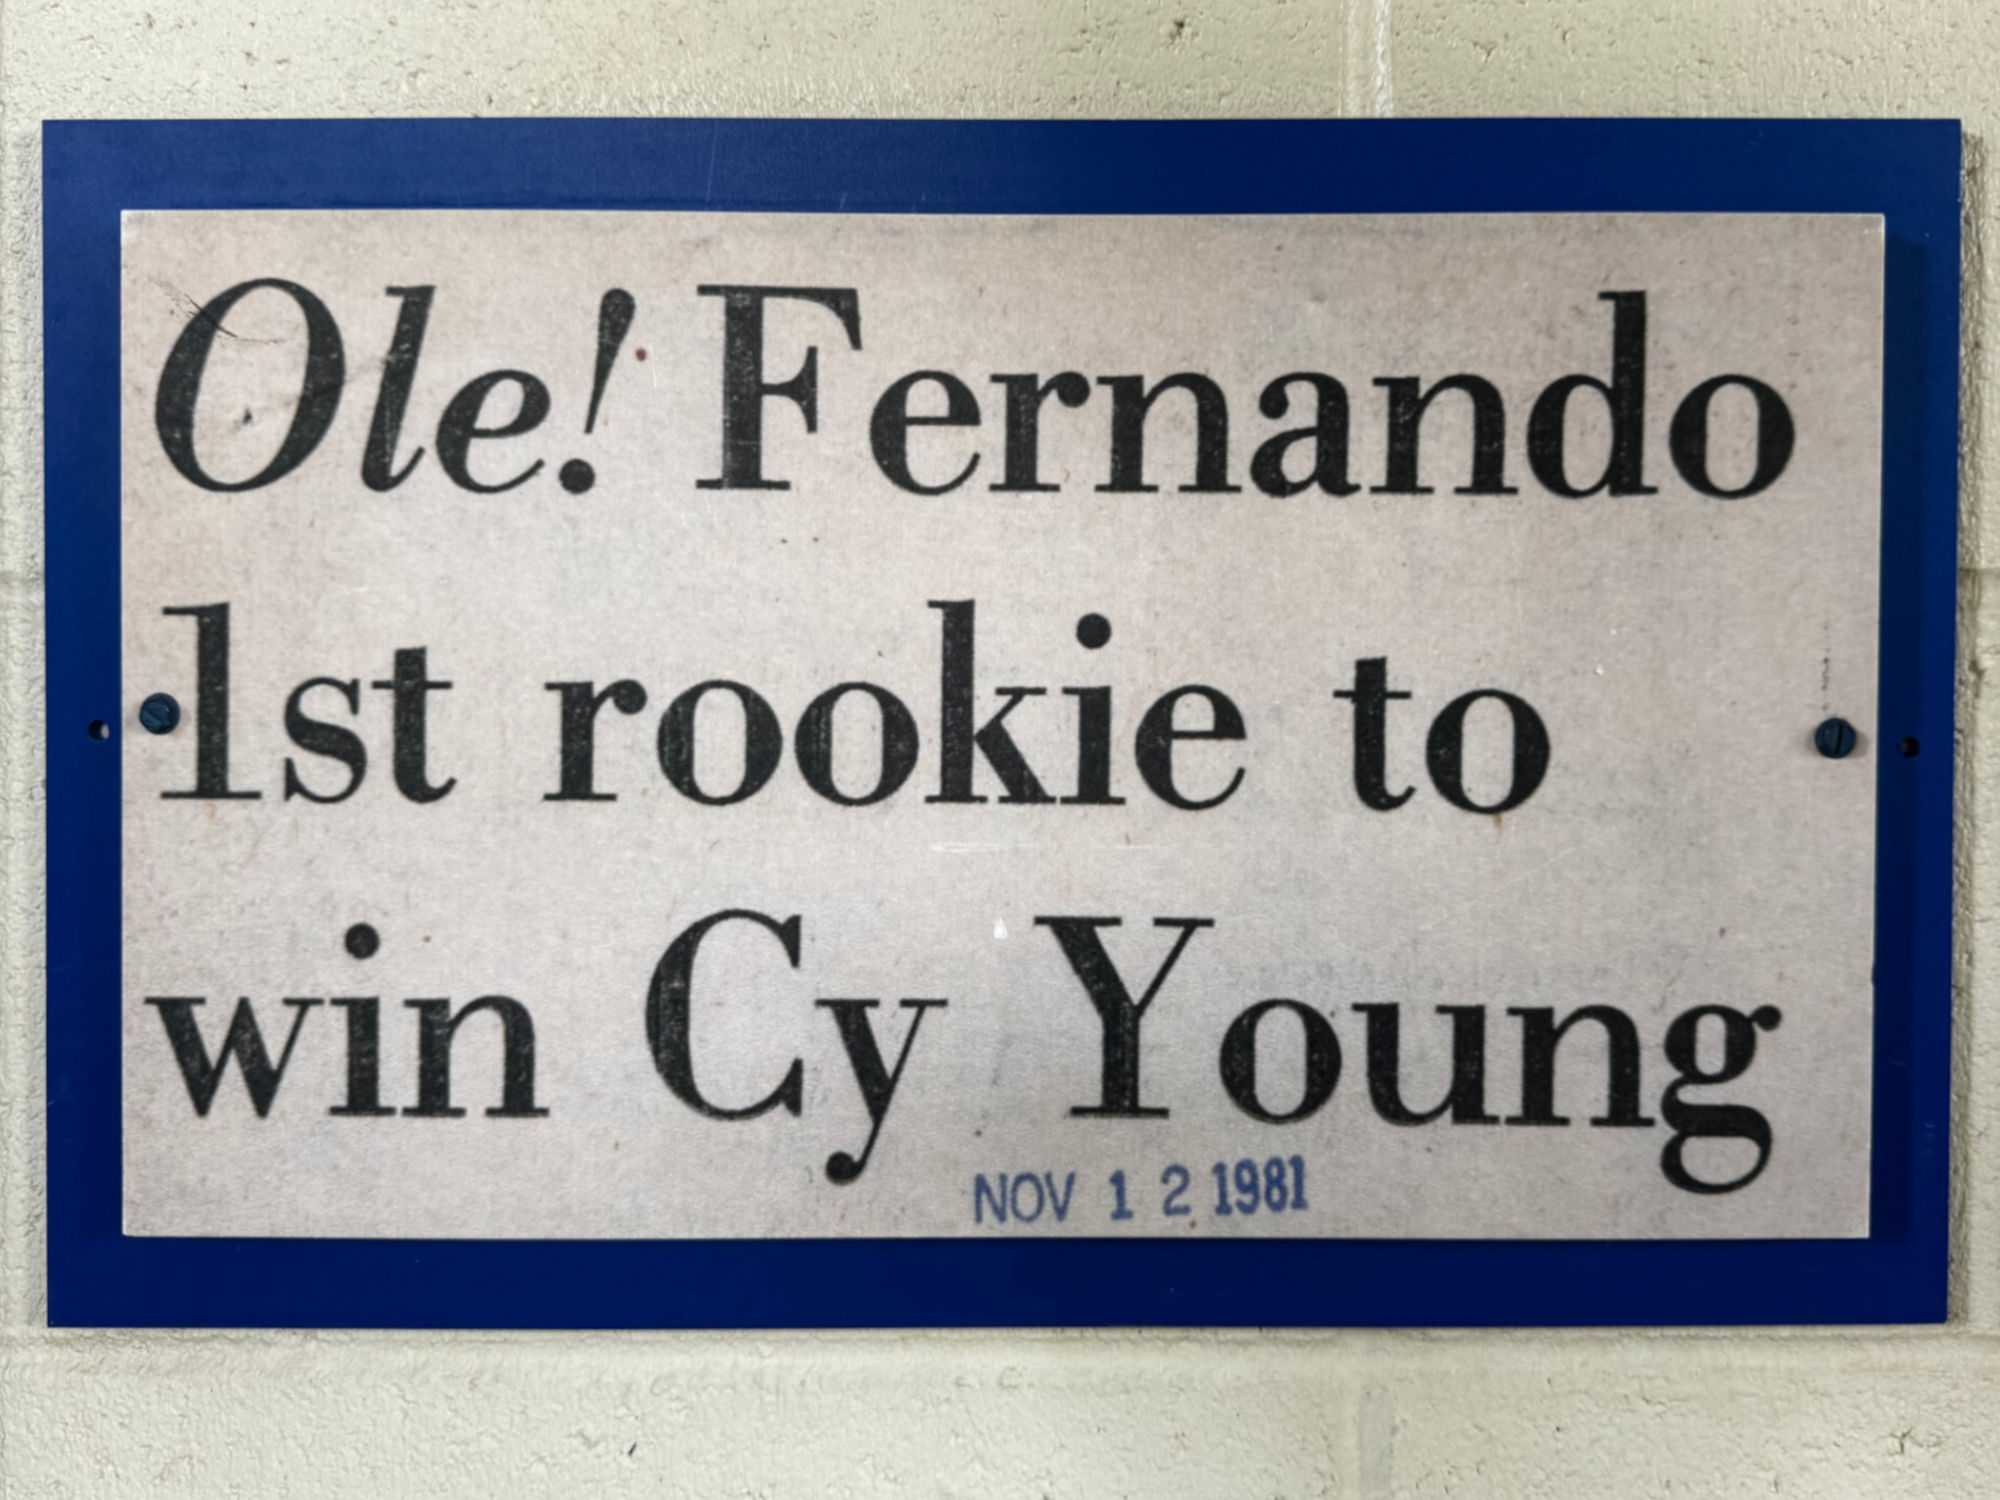 Ole! Fernando
1st rookie to
win Cy Young
NOV 1 2 1981